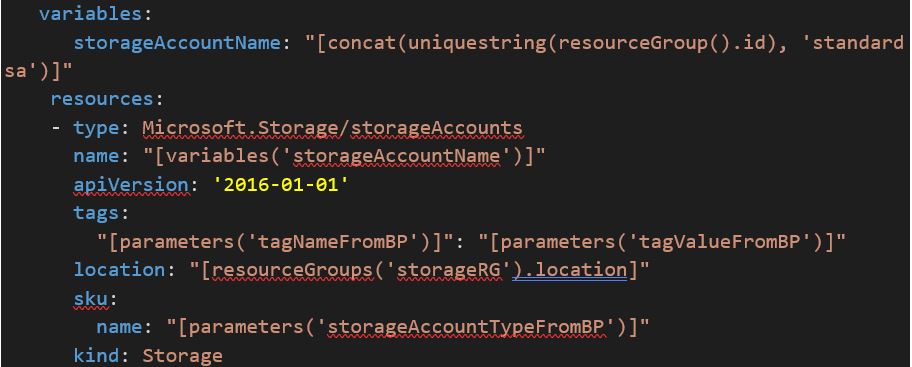 variables:
storageAccountName: "[concat(uniquestring(resourceGroup().id), 'standard
sa')]"
resources:
- type: Microsoft.Storage/storageAccounts
name: "[variables('storageAccountName')]"
apiVersion: '2016-01-01'
tags:
"[parameters('tagNameFromBP')]": "[parameters('tagValueFromBP')]"
location: "[resourceGroups('storageRG').location]"
sku:
name: "[parameters('storageAccountTypeFromBP')]"
kind: Storage